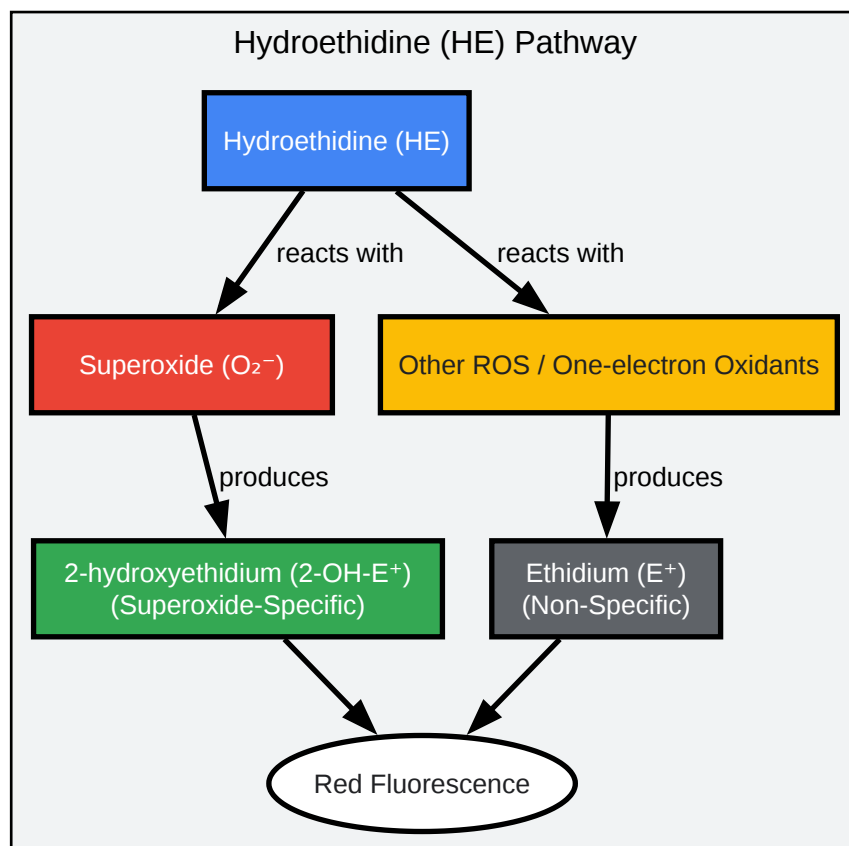 Hydroethidine (HE) Pathway
Hydroethidine (HE)
reacts with
reacts with
Superoxide (O₂⁻)
Other ROS / One-electron Oxidants
produces
produces
2-hydroxyethidium (2-OH-E⁺)
(Superoxide-Specific)
Ethidium (E⁺)
(Non-Specific)
Red Fluorescence